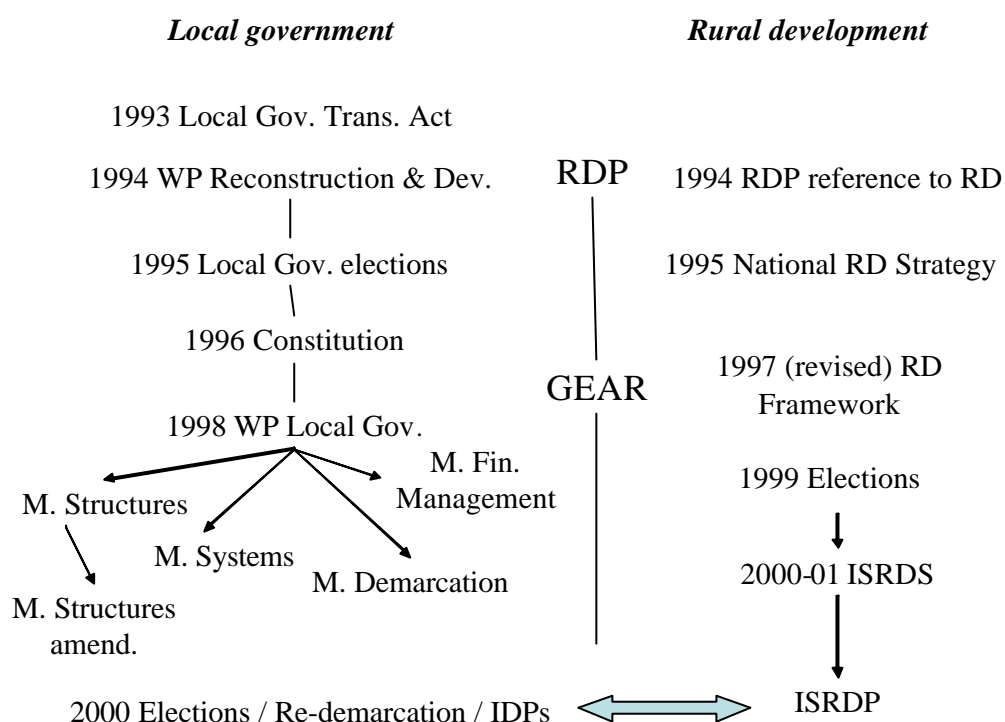 Local government
Rural development
1993 Local Gov. Trans. Act
1994 WP Reconstruction & Dev.
RDP
1994 RDP reference to RD
1995 Local Gov. elections
1995 National RD Strategy
1996 Constitution
GEAR
1997 (revised) RD
Framework
1998 WP Local Gov.
M. Fin.
Management
1999 Elections
M. Structures
M. Systems
M. Demarcation
2000-01 ISRDS
M. Structures
amend.
2000 Elections / Re-demarcation / IDPs
ISRDP